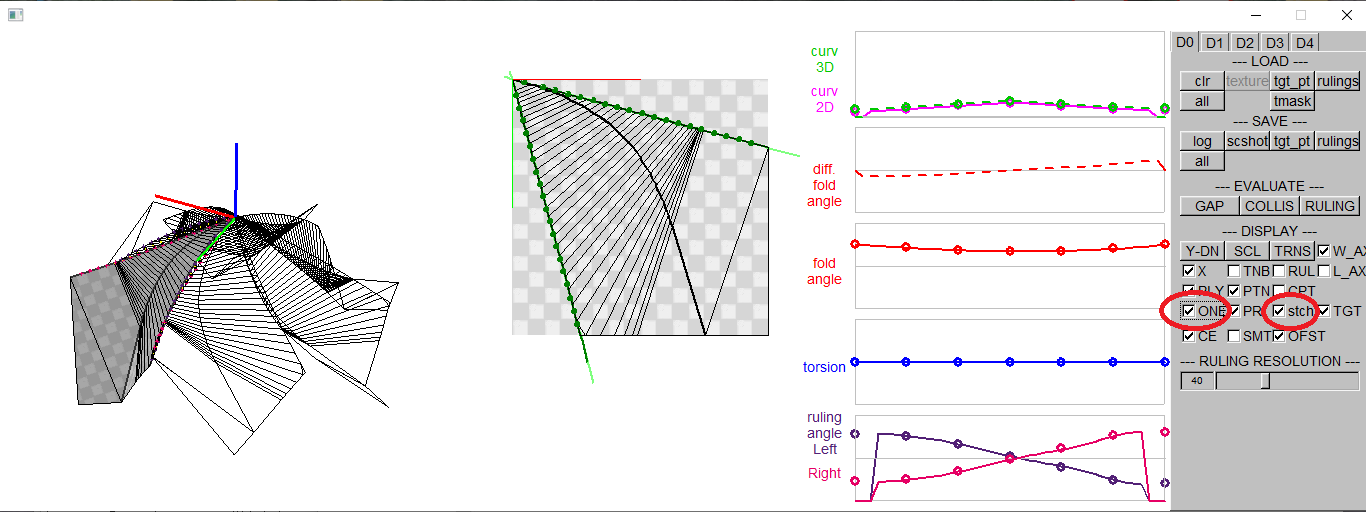 curv
3D
curv
2D
diff.
fold
angle
fold
angle
torsion
ruling
angle
Left
Right
D0 D1 D2 D3 D4
--- LOAD ---
clr texture tgt_pt rulings
all tmask
--- SAVE ---
log scshot tgt_pt rulings
all
--- EVALUATE ---
GAP COLLIS RULING
--- DISPLAY ---
Y-DN SCL TRNS W_AX
X TNB RUL L_AX
PLY PTN CPT
ONE PR stch TGT
CE SMT OFST
--- RULING RESOLUTION ---
40